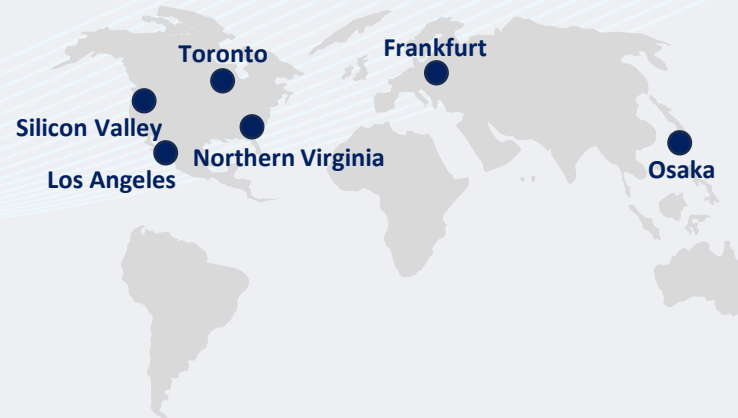 Toronto
Frankfurt
Silicon Valley
Northern Virginia
Los Angeles
Osaka